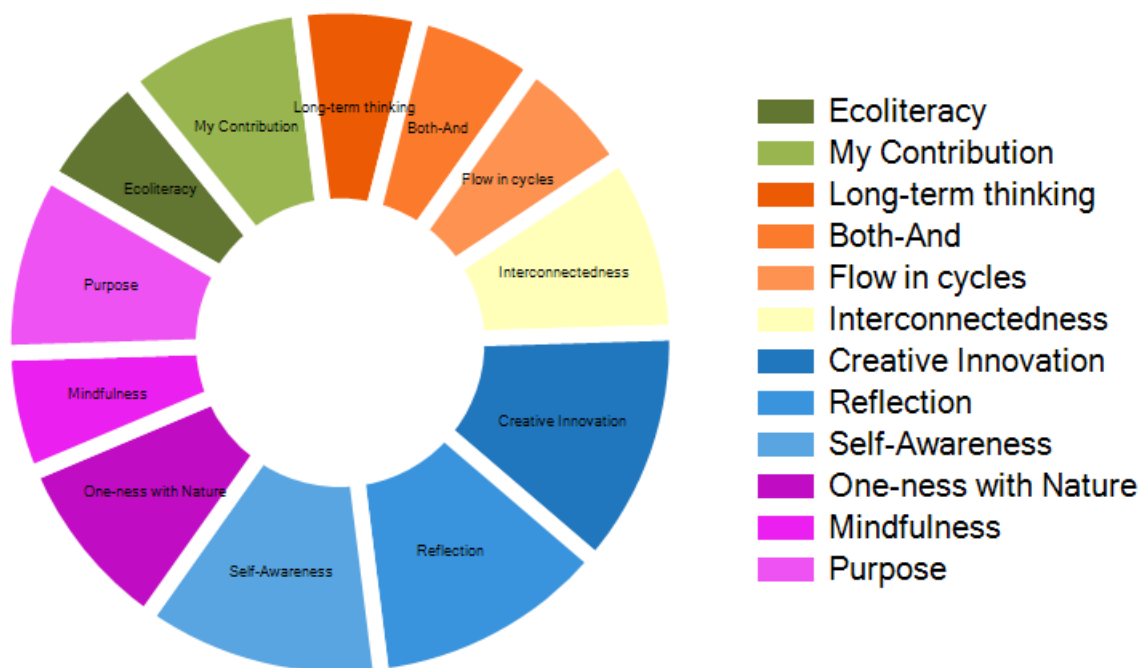 Long-term thinking
My Contribution
Both-And
Flow in cycles
Ecoliteracy
Interconnectedness
Purpose
Mindfulness
Creative Innovation
One-ness with Nature
Reflection
Self-Awareness
Ecoliteracy
My Contribution
Long-term thinking
Both-And
Flow in cycles
Interconnectedness
Creative Innovation
Reflection
Self-Awareness
One-ness with Nature
Mindfulness
Purpose